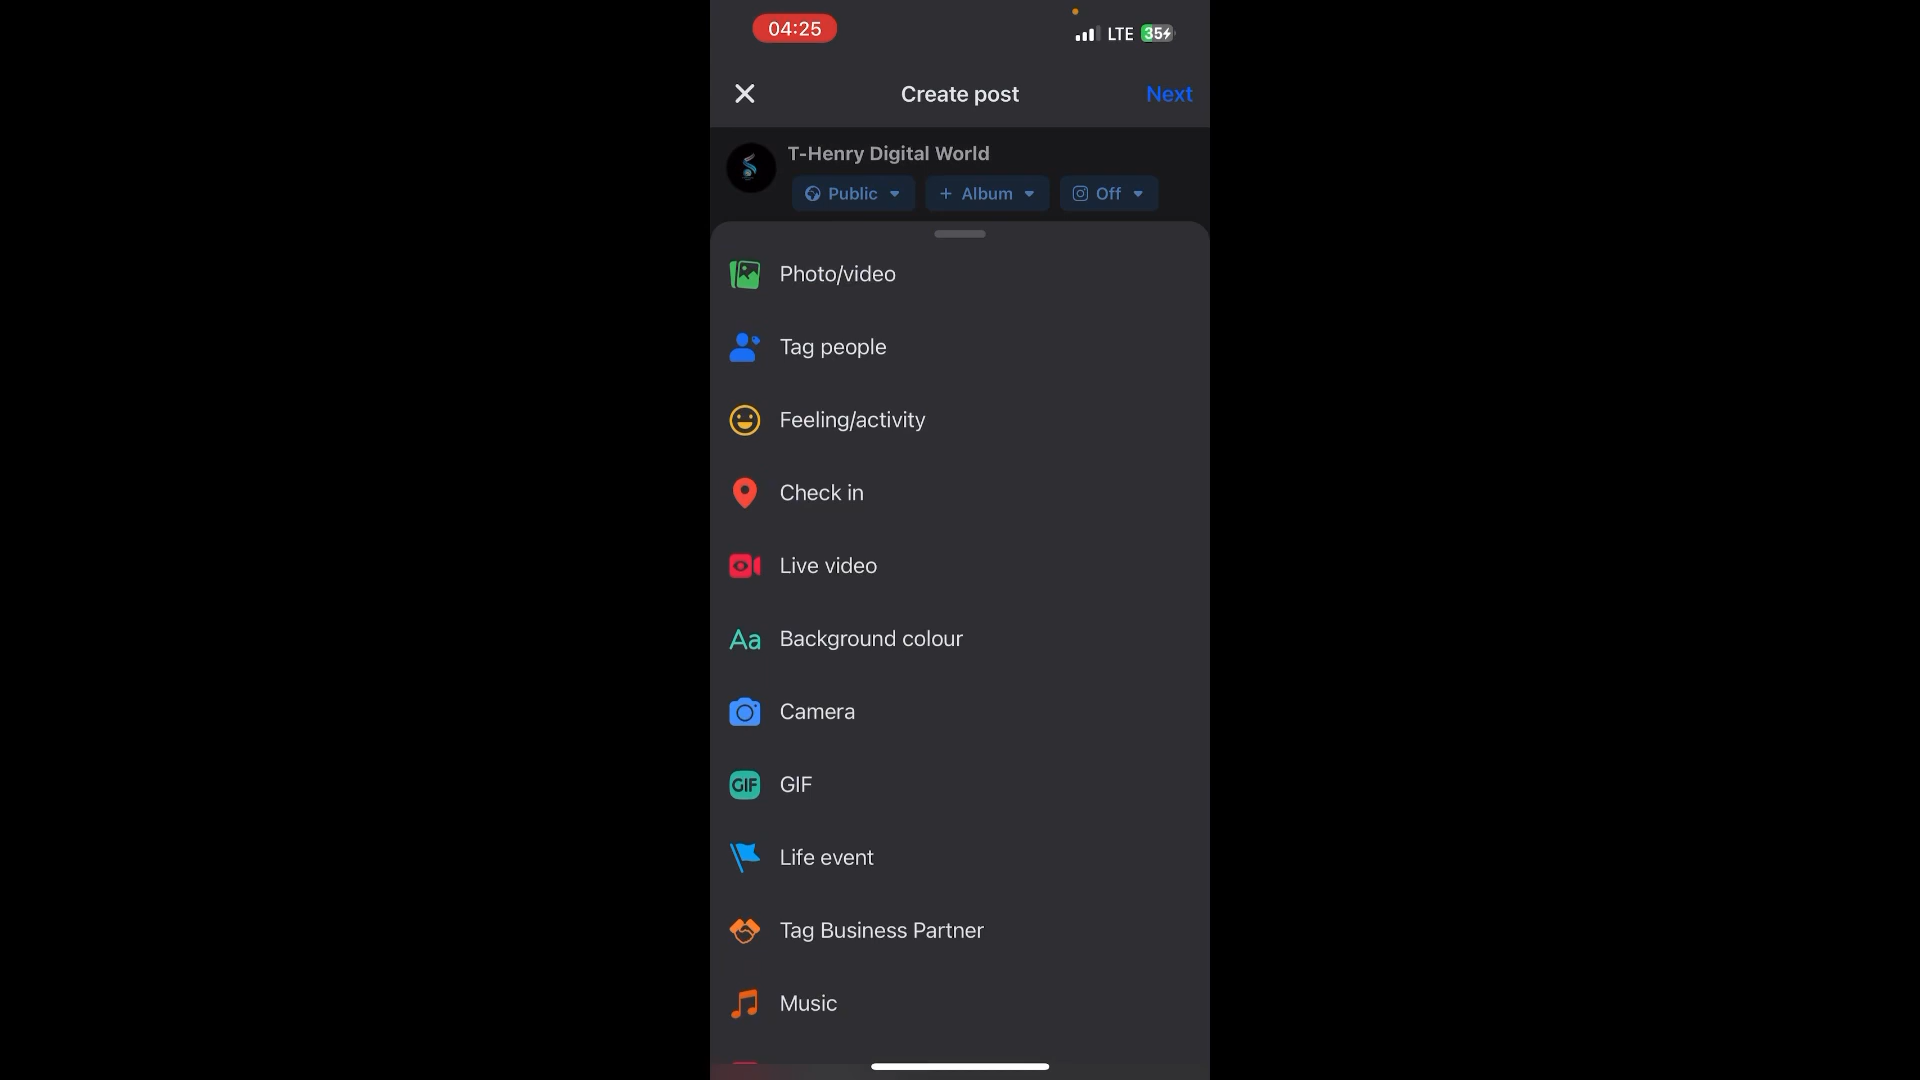 04:25
LTE 35
Create post
Next
T-Henry Digital World
Public
+ Album
Off
Photo/video
Tag people
Feeling/activity
Check in
Live video
Aa Background colour
Camera
GIF GIF
Life event
Tag Business Partner
Music